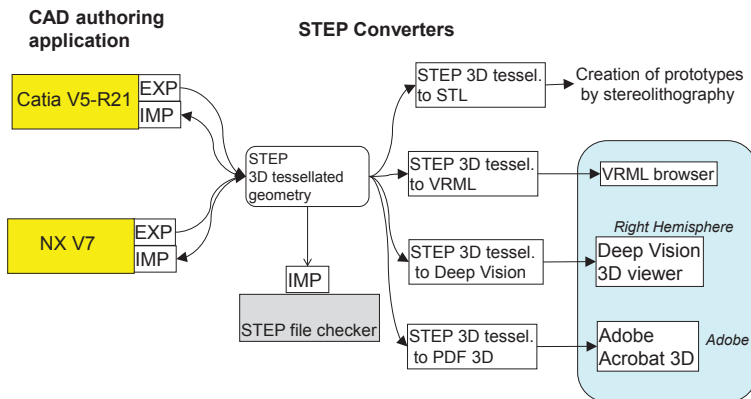 CAD authoring
application
STEP Converters
Catia V5-R21
EXP
IMP
NX V7
EXP
IMP
STEP
3D tessellated
geometry
IMP
STEP file checker
STEP 3D tessel.
to STL
Creation of prototypes
by stereolithography
STEP 3D tessel.
to VRML
VRML browser
STEP 3D tessel.
to Deep Vision
Right Hemisphere
Deep Vision
3D viewer
STEP 3D tessel.
to PDF 3D
Adobe
Acrobat 3D
Adobe